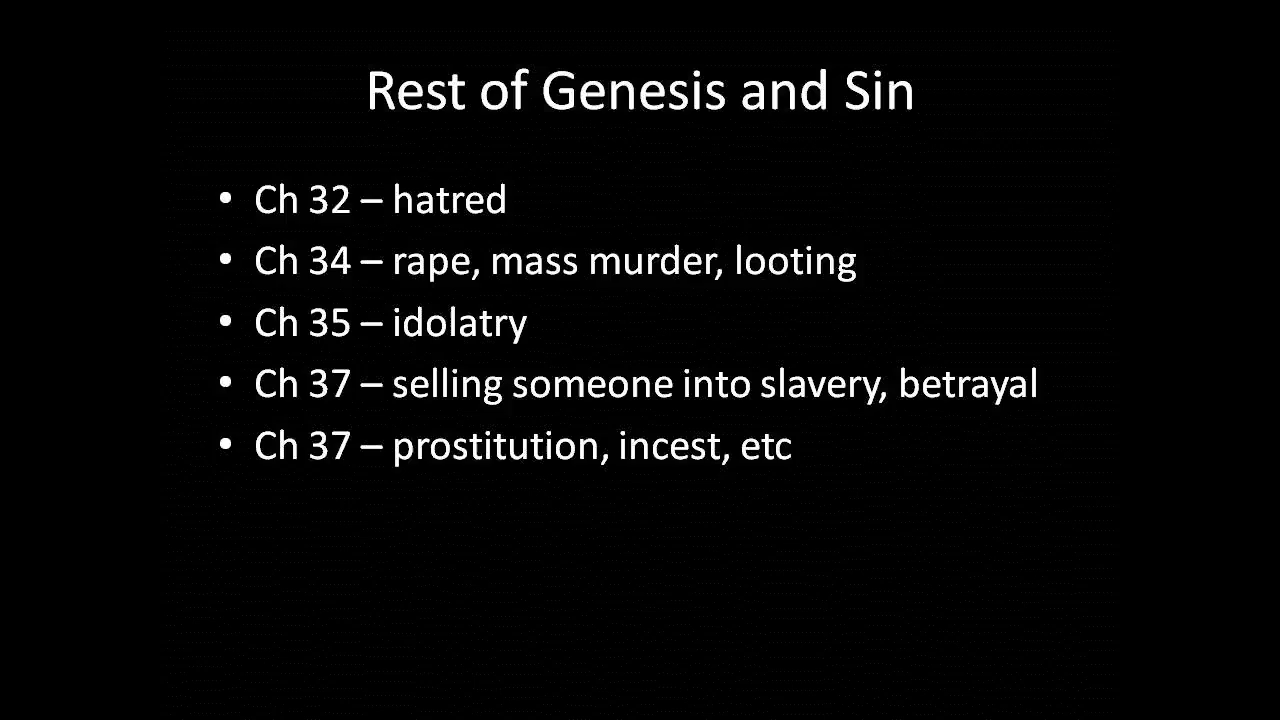 Rest of Genesis and Sin
• Ch 32 – hatred
• Ch 34 – rape, mass murder, looting
• Ch 35 – idolatry
• Ch 37 – selling someone into slavery, betrayal
• Ch 37 – prostitution, incest, etc